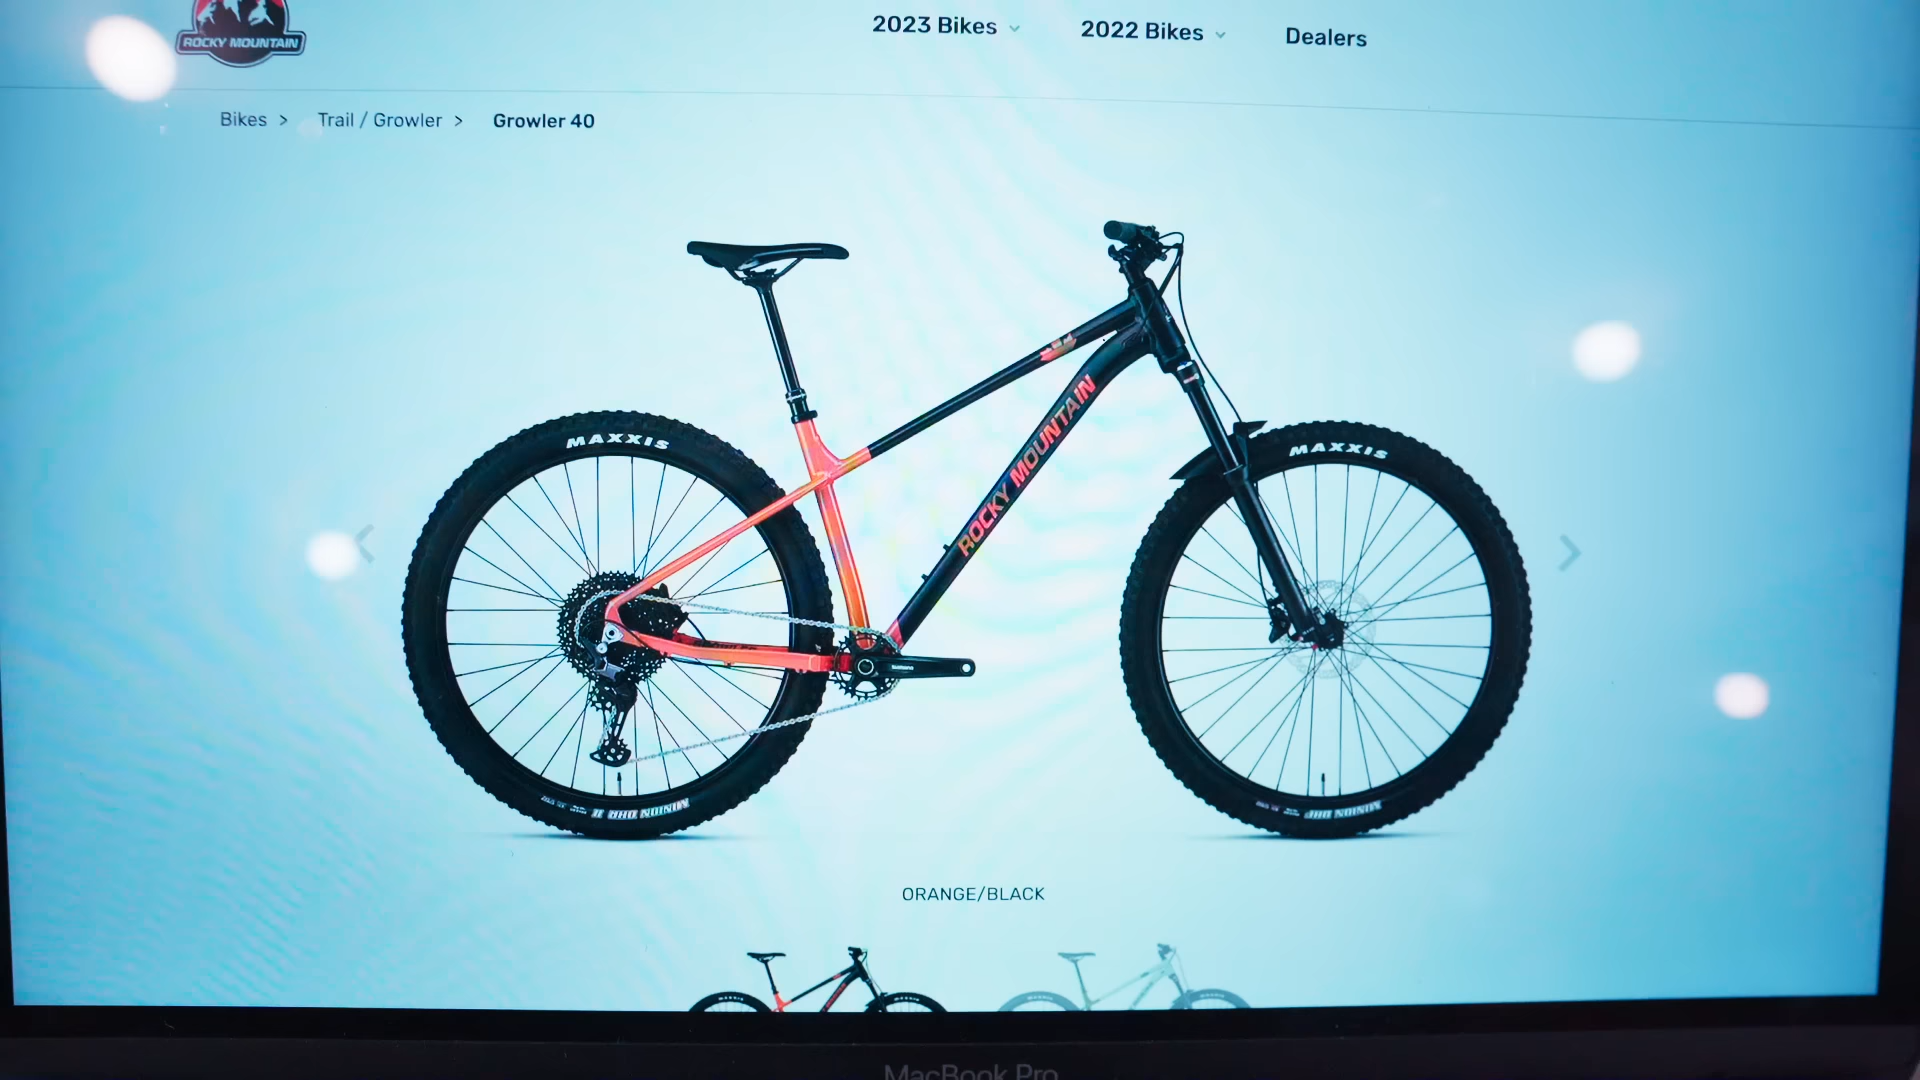 ROCKY MOUNTAIN
2023 Bikes
2022 Bikes
Dealers
Bikes >
Trail / Growler >
Growler 40
MAXXIS
MAXXIS
ROCKY MOUNTAIN
SHIMANO
MINION DHR II
MINION DHF
ORANGE/BLACK
MacBook Pro